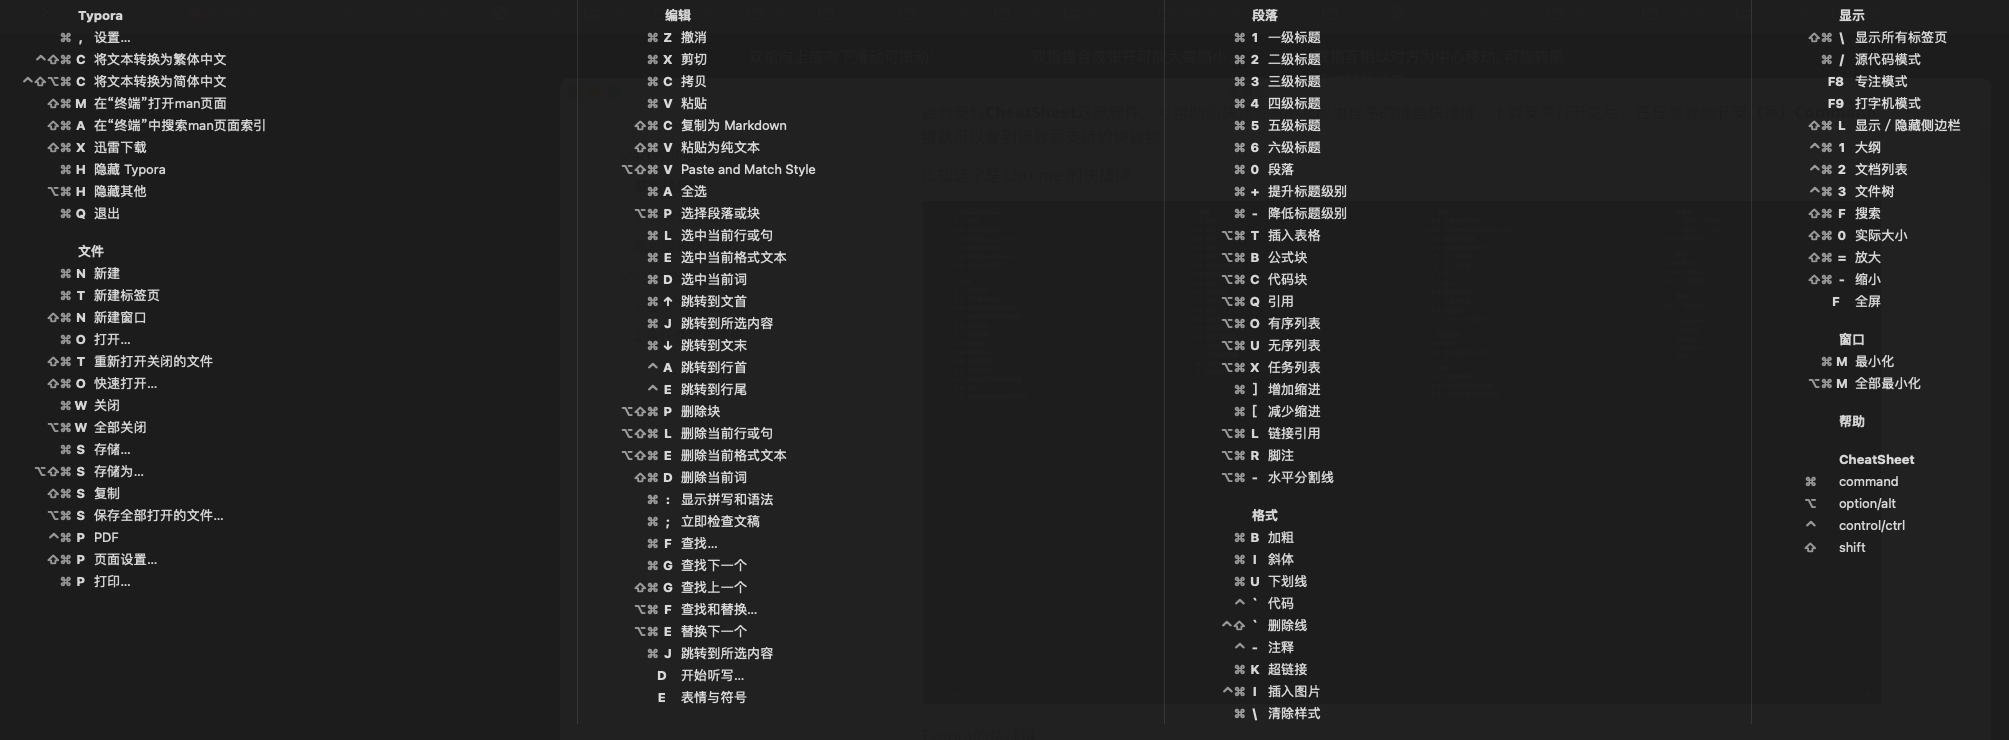 Typora
⌘ , 设置...
⌃⇧⌘ C 将文本转换为繁体中文
⌃⇧⌥⌘ C 将文本转换为简体中文
⇧⌘ M 在“终端”打开man页面
⇧⌘ A 在“终端”中搜索man页面索引
⇧⌘ X 迅雷下载
⌘ H 隐藏 Typora
⌥⌘ H 隐藏其他
⌘ Q 退出
文件
⌘ N 新建
⌘ T 新建标签页
⇧⌘ N 新建窗口
⌘ O 打开...
⇧⌘ T 重新打开关闭的文件
⇧⌘ O 快速打开...
⌘ W 关闭
⌥⌘ W 全部关闭
⌘ S 存储...
⌥⇧⌘ S 存储为...
⇧⌘ S 复制
⌥⌘ S 保存全部打开的文件...
⌃⌘ P PDF
⇧⌘ P 页面设置...
⌘ P 打印...
编辑
⌘ Z 撤消
⌘ X 剪切
⌘ C 拷贝
⌘ V 粘贴
⇧⌘ C 复制为 Markdown
⇧⌘ V 粘贴为纯文本
⌥⇧⌘ V Paste and Match Style
⌘ A 全选
⌥⌘ P 选择段落或块
⌘ L 选中当前行或句
⌘ E 选中当前格式文本
⌘ D 选中当前词
⌘ ↑ 跳转到文首
⌘ J 跳转到所选内容
⌘ ↓ 跳转到文末
⌃ A 跳转到行首
⌃ E 跳转到行尾
⌥⇧⌘ P 删除块
⌥⇧⌘ L 删除当前行或句
⌥⇧⌘ E 删除当前格式文本
⇧⌘ D 删除当前词
⌘ : 显示拼写和语法
⌘ ; 立即检查文稿
⌘ F 查找...
⌘ G 查找下一个
⇧⌘ G 查找上一个
⌥⌘ F 查找和替换...
⌥⌘ E 替换下一个
⌘ J 跳转到所选内容
D 开始听写...
E 表情与符号
段落
⌘ 1 一级标题
⌘ 2 二级标题
⌘ 3 三级标题
⌘ 4 四级标题
⌘ 5 五级标题
⌘ 6 六级标题
⌘ 0 段落
⌘ + 提升标题级别
⌘ - 降低标题级别
⌥⌘ T 插入表格
⌥⌘ B 公式块
⌥⌘ C 代码块
⌥⌘ Q 引用
⌥⌘ O 有序列表
⌥⌘ U 无序列表
⌥⌘ X 任务列表
⌘ ] 增加缩进
⌘ [ 减少缩进
⌥⌘ L 链接引用
⌥⌘ R 脚注
⌥⌘ - 水平分割线
格式
⌘ B 加粗
⌘ I 斜体
⌘ U 下划线
⌃ ` 代码
⌃⇧ ` 删除线
⌃ - 注释
⌘ K 超链接
⌃⌘ I 插入图片
⌘ \ 清除样式
显示
⇧⌘ \ 显示所有标签页
⌘ / 源代码模式
F8 专注模式
F9 打字机模式
⇧⌘ L 显示 / 隐藏侧边栏
⌃⌘ 1 大纲
⌃⌘ 2 文档列表
⌃⌘ 3 文件树
⇧⌘ F 搜索
⇧⌘ 0 实际大小
⇧⌘ = 放大
⇧⌘ - 缩小
F 全屏
窗口
⌘ M 最小化
⌥⌘ M 全部最小化
帮助
CheatSheet
⌘ command
⌥ option/alt
⌃ control/ctrl
⇧ shift